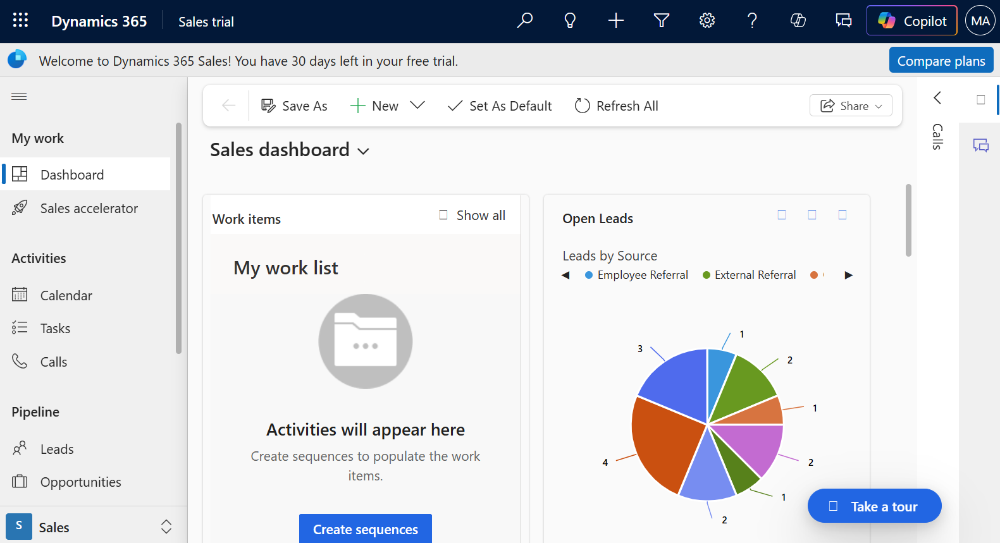 Dynamics 365
Sales trial
Copilot
MA
Welcome to Dynamics 365 Sales! You have 30 days left in your free trial.
Compare plans
Save As
New
Set As Default
Refresh All
Share
Calls
My work
Dashboard
Sales accelerator
Activities
Calendar
Tasks
Calls
Pipeline
Leads
Opportunities
S
Sales
Sales dashboard
Work items
Show all
My work list
Activities will appear here
Create sequences to populate the work
items.
Create sequences
Open Leads
Leads by Source
Employee Referral
External Referral
1
3
2
1
4
2
1
2
Take a tour